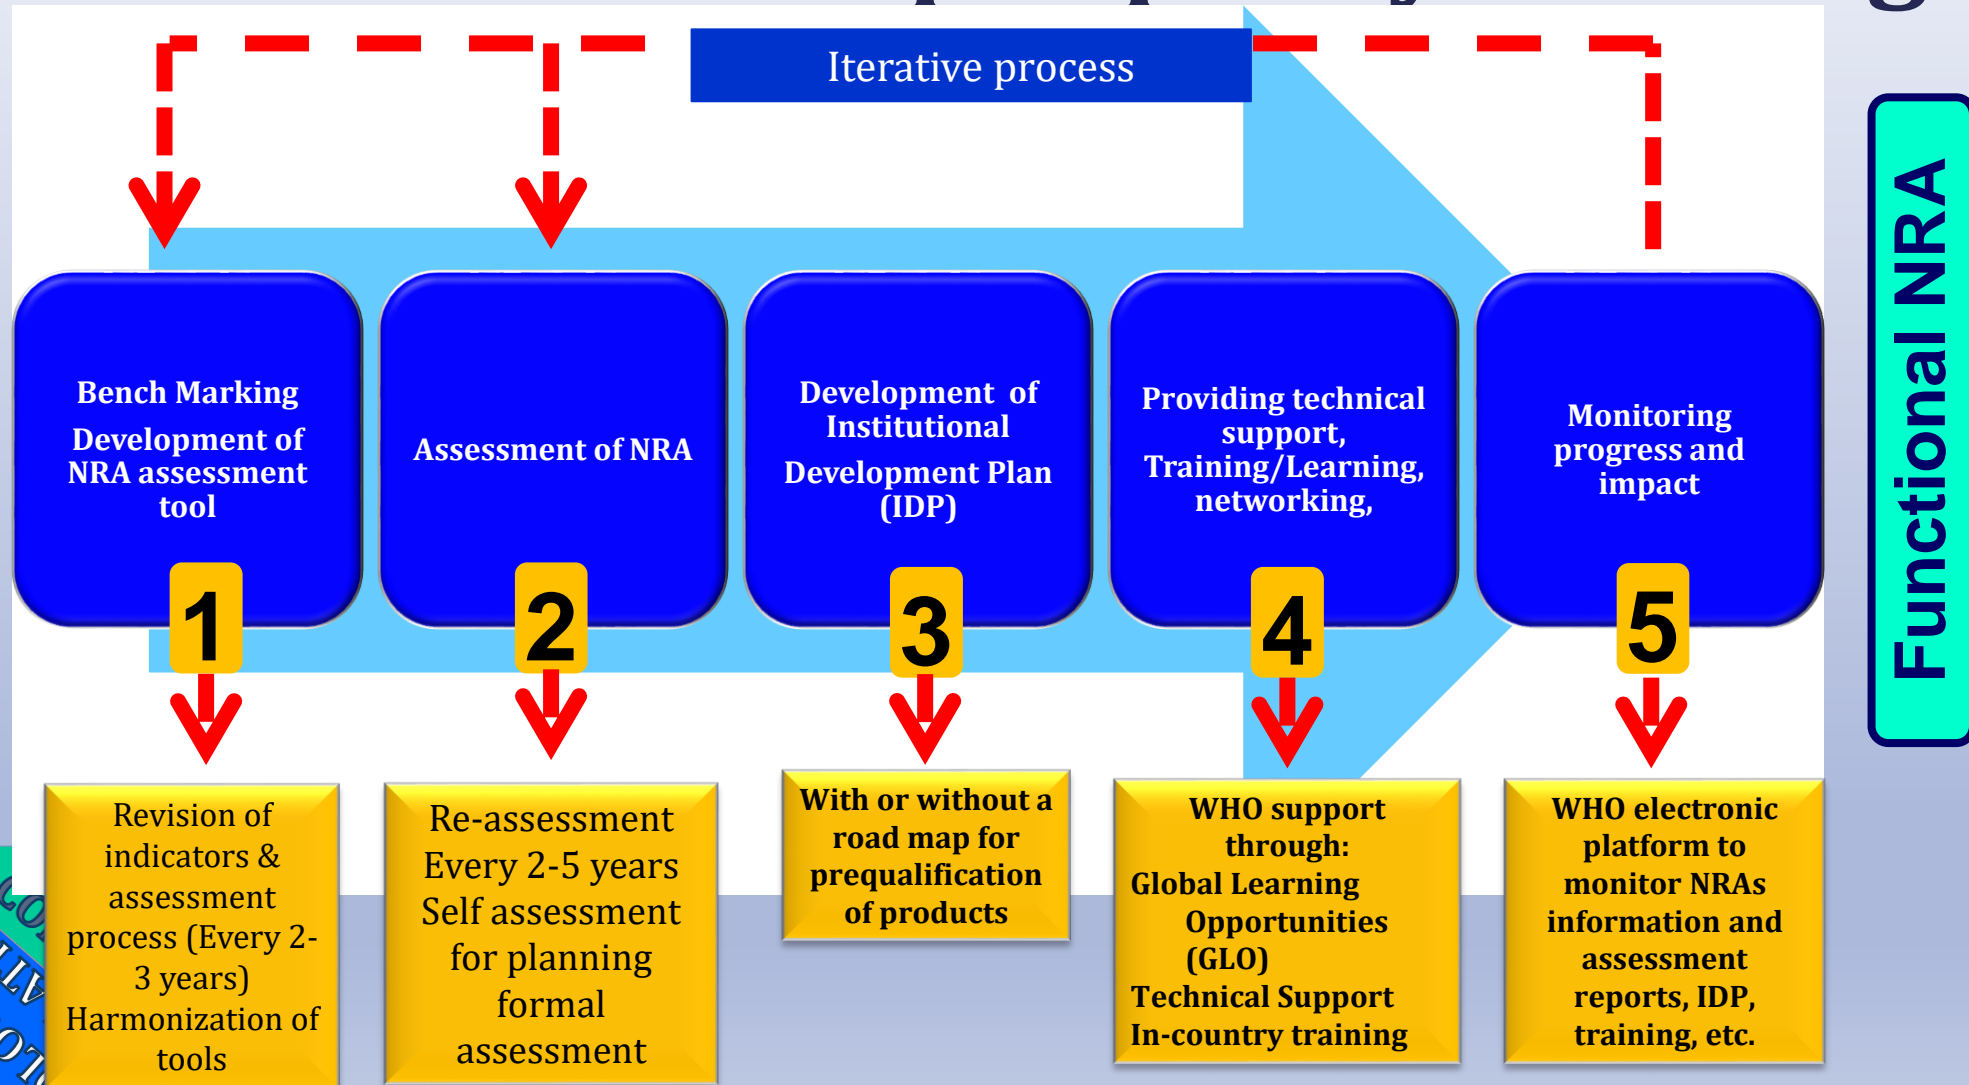 Iterative process
Functional NRA
Bench Marking
Development of
NRA assessment
tool
1
Assessment of NRA
2
Development of
Institutional
Development Plan
(IDP)
3
Providing technical
support,
Training/Learning,
networking,
4
Monitoring
progress and
impact
5
Revision of
indicators &
assessment
process (Every 2-
3 years)
Harmonization of
tools
Re-assessment
Every 2-5 years
Self assessment
for planning
formal
assessment
With or without a
road map for
prequalification
of products
WHO support
through:
Global Learning
Opportunities
(GLO)
Technical Support
In-country training
WHO electronic
platform to
monitor NRAs
information and
assessment
reports, IDP,
training, etc.